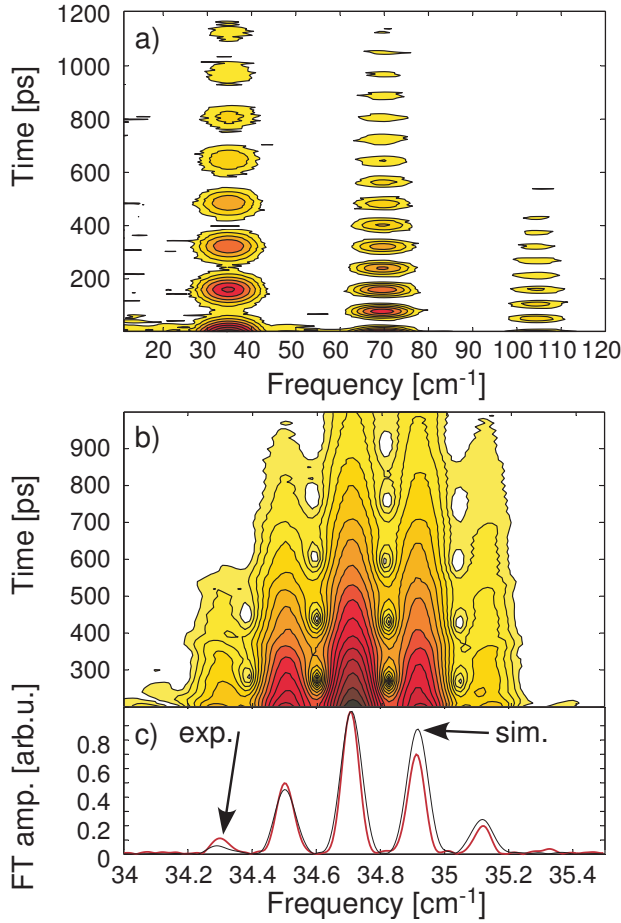 1200
a)
1000
800
600
400
200
Time [ps]
20 30 40 50 60 70 80 90 100 110 120
Frequency [cm⁻¹]
b)
900
800
700
600
500
400
300
Time [ps]
c)
exp.
sim.
0.8
0.6
0.4
0.2
0
FT amp. [arb.u.]
34 34.2 34.4 34.6 34.8 35 35.2 35.4
Frequency [cm⁻¹]